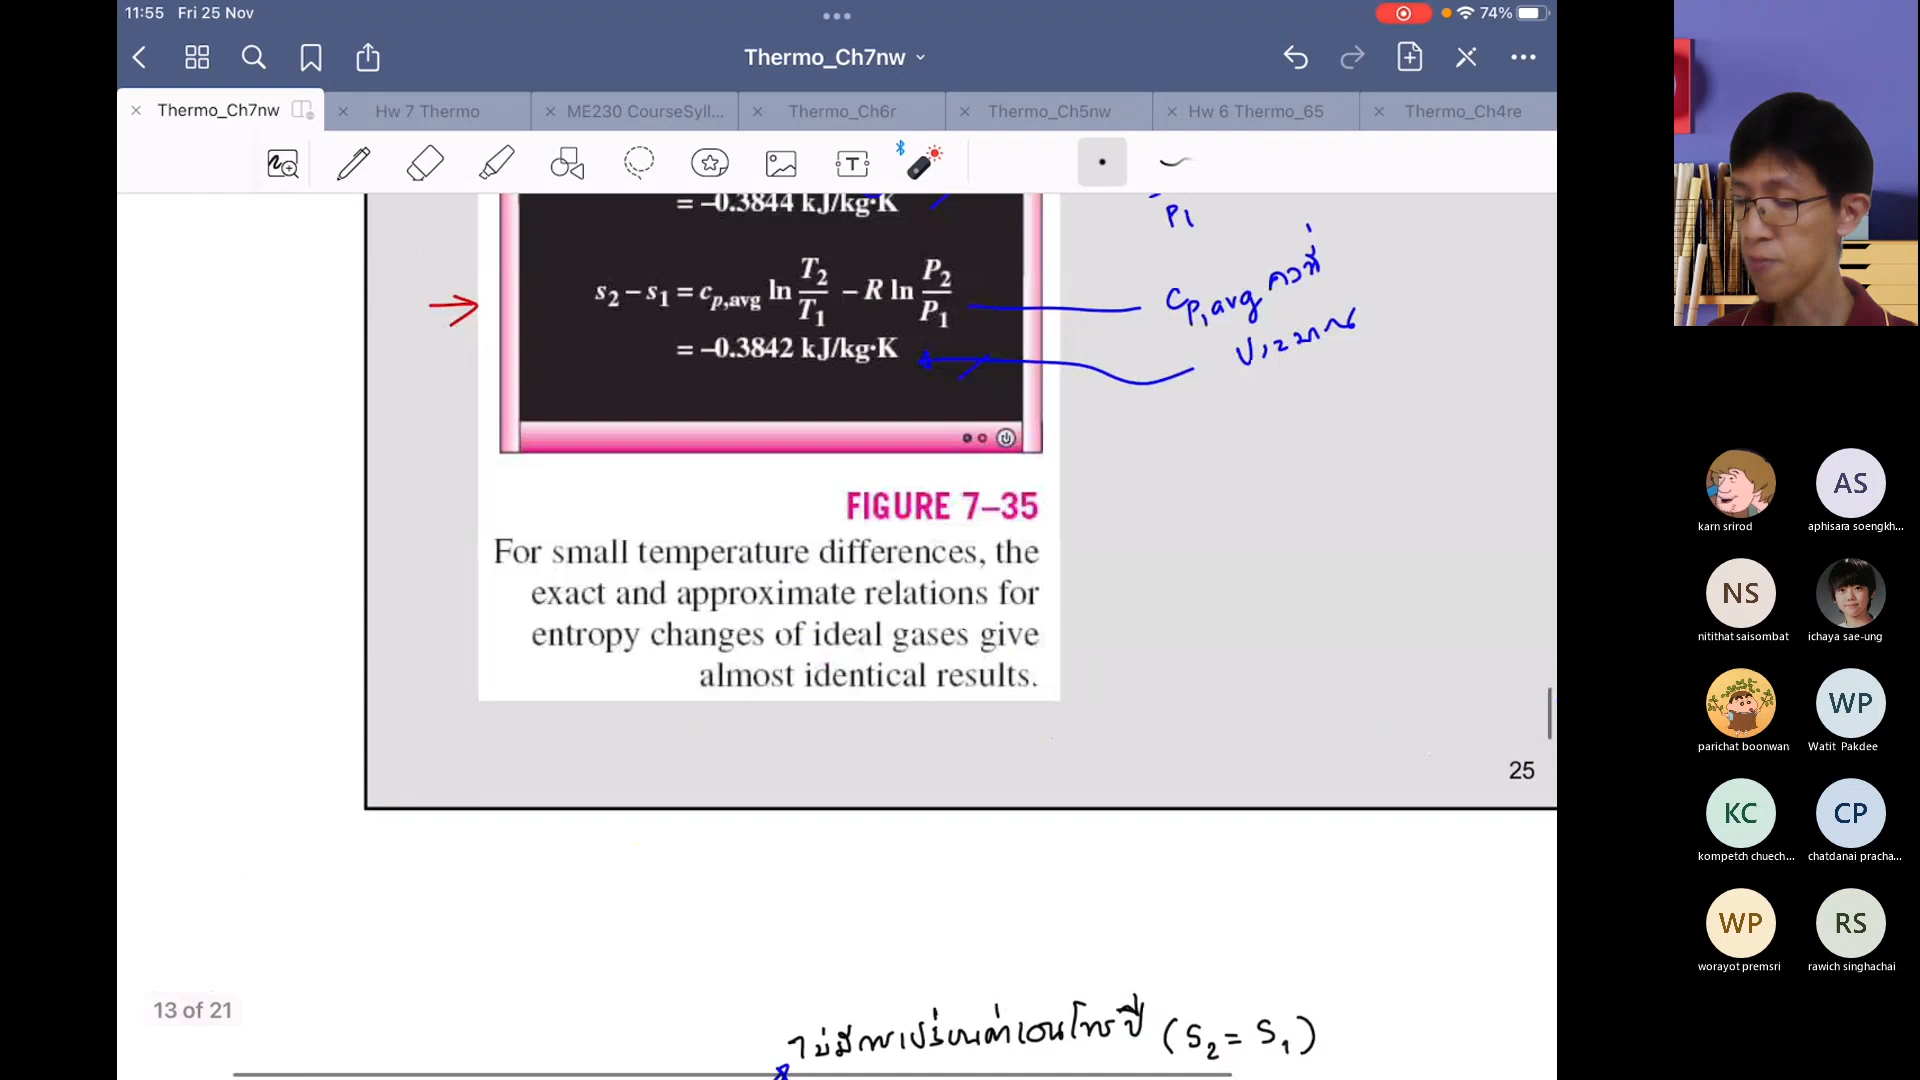 11:55 Fri 25 Nov
74%
Thermo_Ch7nw
Thermo_Ch7nw
Hw 7 Thermo
ME230 CourseSyll...
Thermo_Ch6r
Thermo_Ch5nw
Hw 6 Thermo_65
Thermo_Ch4re
= –0.3844 kJ/kg·K
P1
s2 – s1 = cp,avg ln T2/T1 – R ln P2/P1
Cp,avg คงที่
= –0.3842 kJ/kg·K
ประมาณ
FIGURE 7–35
For small temperature differences, the
exact and approximate relations for
entropy changes of ideal gases give
almost identical results.
25
13 of 21
ไม่มีการเปลี่ยนค่าเอนโทรปี (S2 = S1)
karn srirod
AS
aphisara soengkh...
NS
nitithat saisombat
ichaya sae-ung
parichat boonwan
WP
Watit Pakdee
KC
kompetch chuech...
CP
chatdanai pracha...
WP
worayot premsri
RS
rawich singhachai